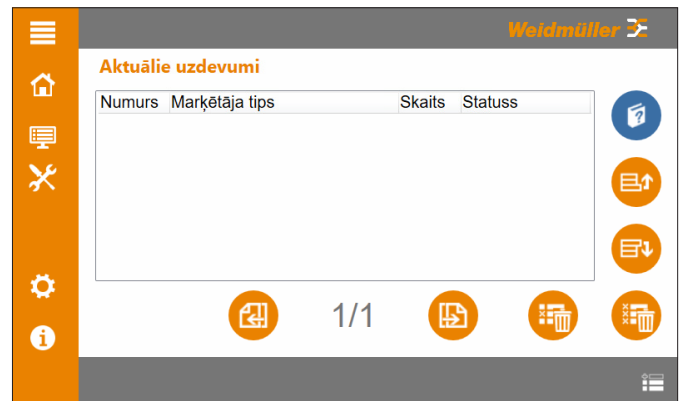 Weidmüller
Aktuālie uzdevumi
Numurs Marķētāja tips Skaits Statuss
1/1